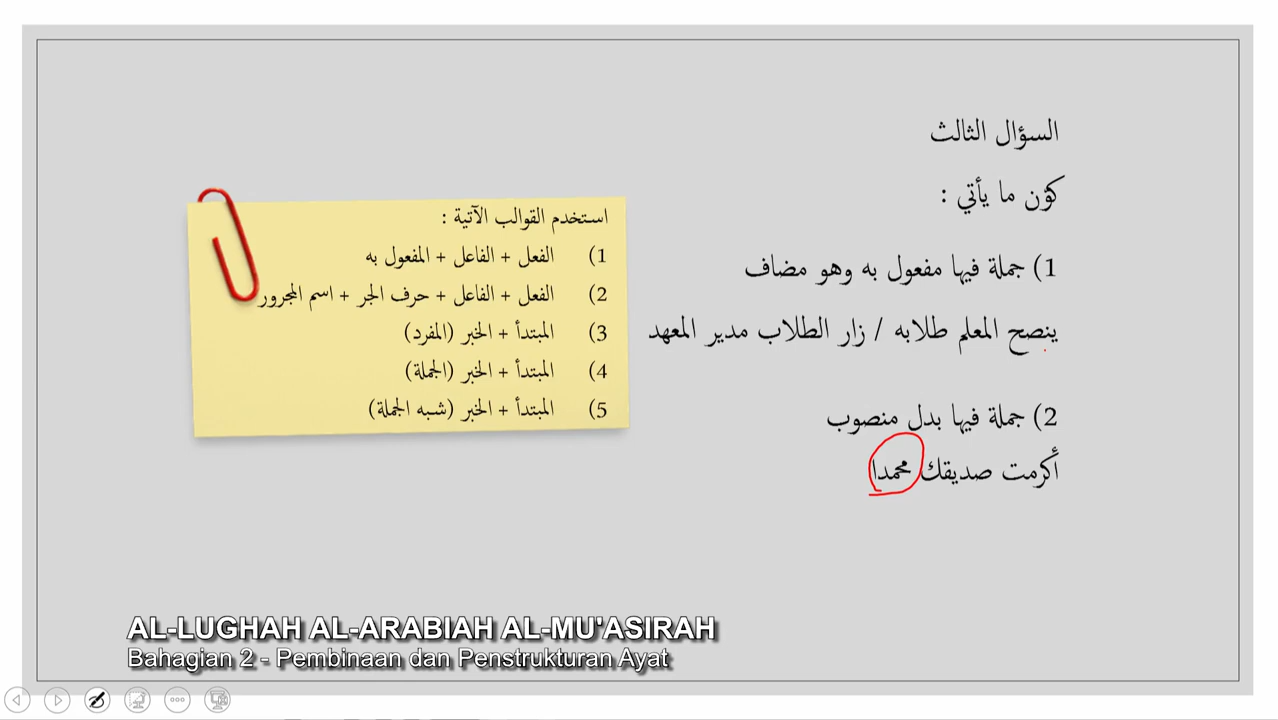 السؤال الثالث
كوّن ما يأتي :
1) جملة فيها مفعول به وهو مضاف
ينصح المعلم طلابه / زار الطلاب مدير المعهد
2) جملة فيها بدل منصوب
أكرمت صديقك محمدا
استخدم القوالب الآتية :
1) الفعل + الفاعل + المفعول به
2) الفعل + الفاعل + حرف الجر + اسم المجرور
3) المبتدأ + الخبر (المفرد)
4) المبتدأ + الخبر (الجملة)
5) المبتدأ + الخبر (شبه الجملة)
AL-LUGHAH AL-ARABIAH AL-MU'ASIRAH
Bahagian 2 - Pembinaan dan Penstrukturan Ayat